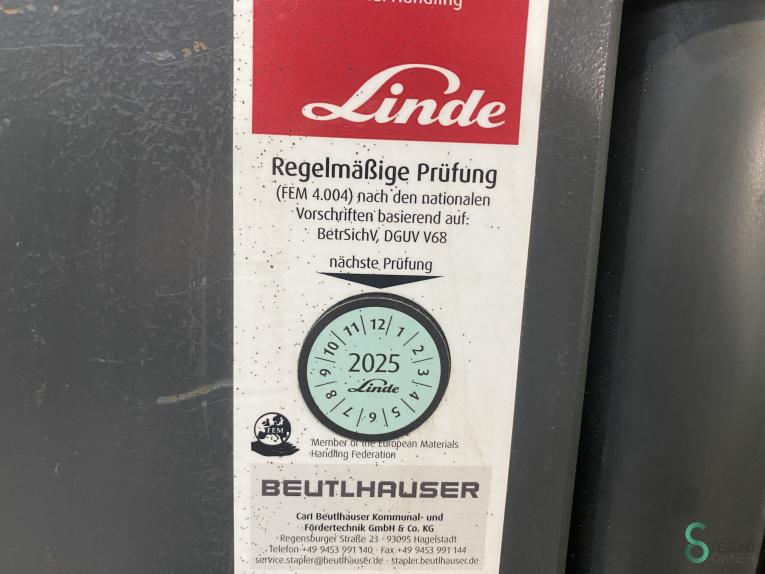 Handling
Linde
Regelmäßige Prüfung
(FEM 4.004) nach den nationalen
Vorschriften basierend auf:
BetrSichV, DGUV V68
nächste Prüfung
12 1 2 3 4 5 6 7 8 9 10 11
2025
Linde
FEM
Member of the European Materials
Handling Federation
BEUTLHAUSER
Carl Beutlhauser Kommunal- und
Fördertechnik GmbH & Co. KG
Regensburger Straße 23 · 93095 Hagelstadt
Telefon +49 9453 991 140 · Fax +49 9453 991 144
service.stapler@beutlhauser.de · stapler.beutlhauser.de
SECOND
OWNER